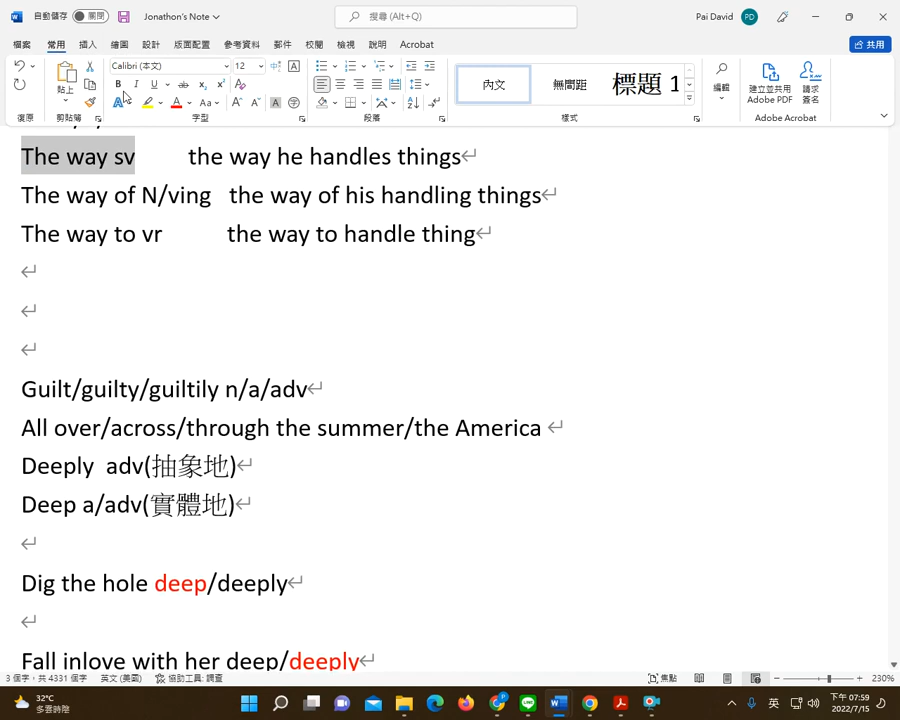 自動儲存 關閉 Jonathon's Note 搜尋 (Alt+Q) Pai David PD
檔案 常用 插入 繪圖 設計 版面配置 參考資料 郵件 校閱 檢視 說明 Acrobat 共用
貼上 Calibri (本文) 12 內文 無間距 標題 1 編輯 建立並共用 Adobe PDF 請求 簽名
復原 剪貼簿 字型 段落 樣式 Adobe Acrobat
The way sv the way he handles things
The way of N/ving the way of his handling things
The way to vr the way to handle thing
Guilt/guilty/guiltily n/a/adv
All over/across/through the summer/the America
Deeply adv(抽象地)
Deep a/adv(實體地)
Dig the hole deep/deeply
Fall inlove with her deep/deeply
3 個字，共 4331 個字 英文 (美國) 協助工具: 調查 焦點 230%
32°C
多雲時陰
英 下午 07:59
2022/7/15